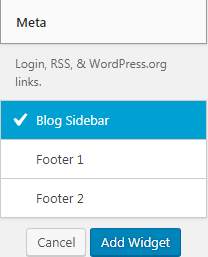 Meta
Login, RSS, & WordPress.org
links.
Blog Sidebar
Footer 1
Footer 2
Cancel
Add Widget